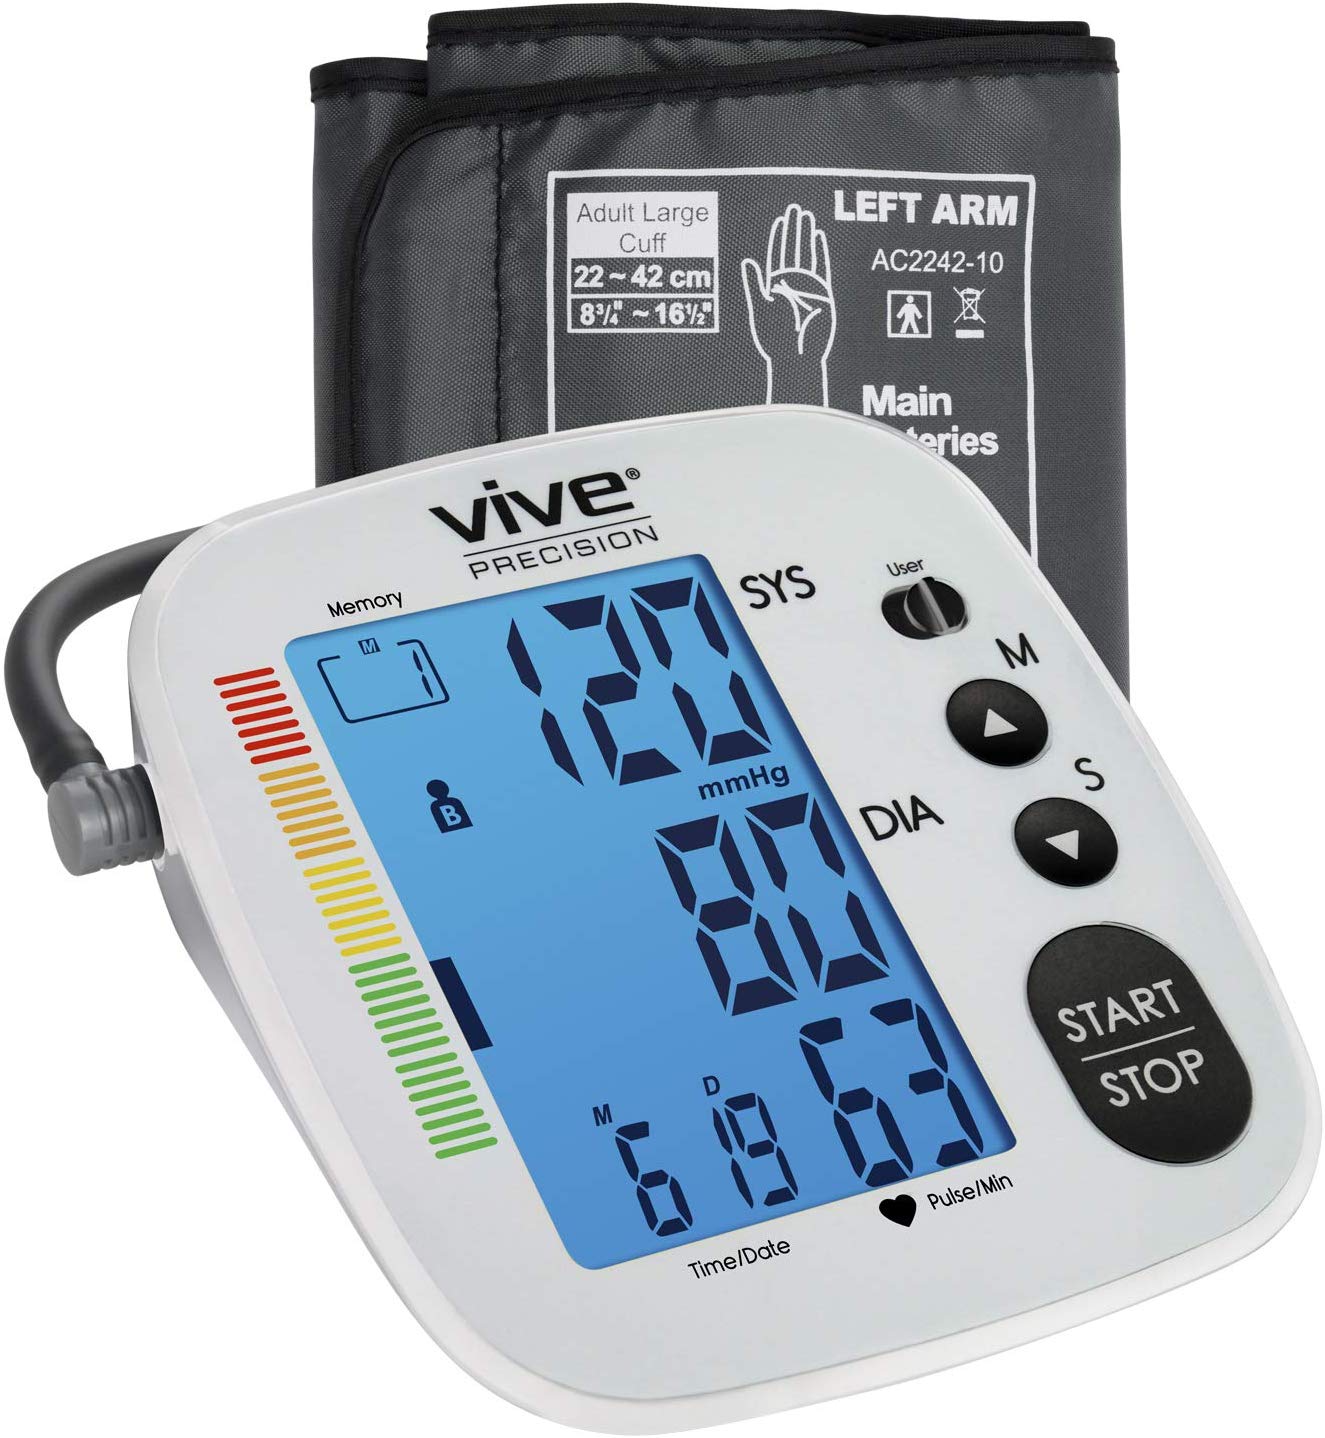 Adult Large
Cuff
22 ~ 42 cm
8¾" ~ 16½"
LEFT ARM
AC2242-10
Main
vive®
PRECISION
Memory
M
1
120
SYS
User
M
mmHg
B
80
DIA
S
START
STOP
M
D
6 19
63
Pulse/Min
Time/Date